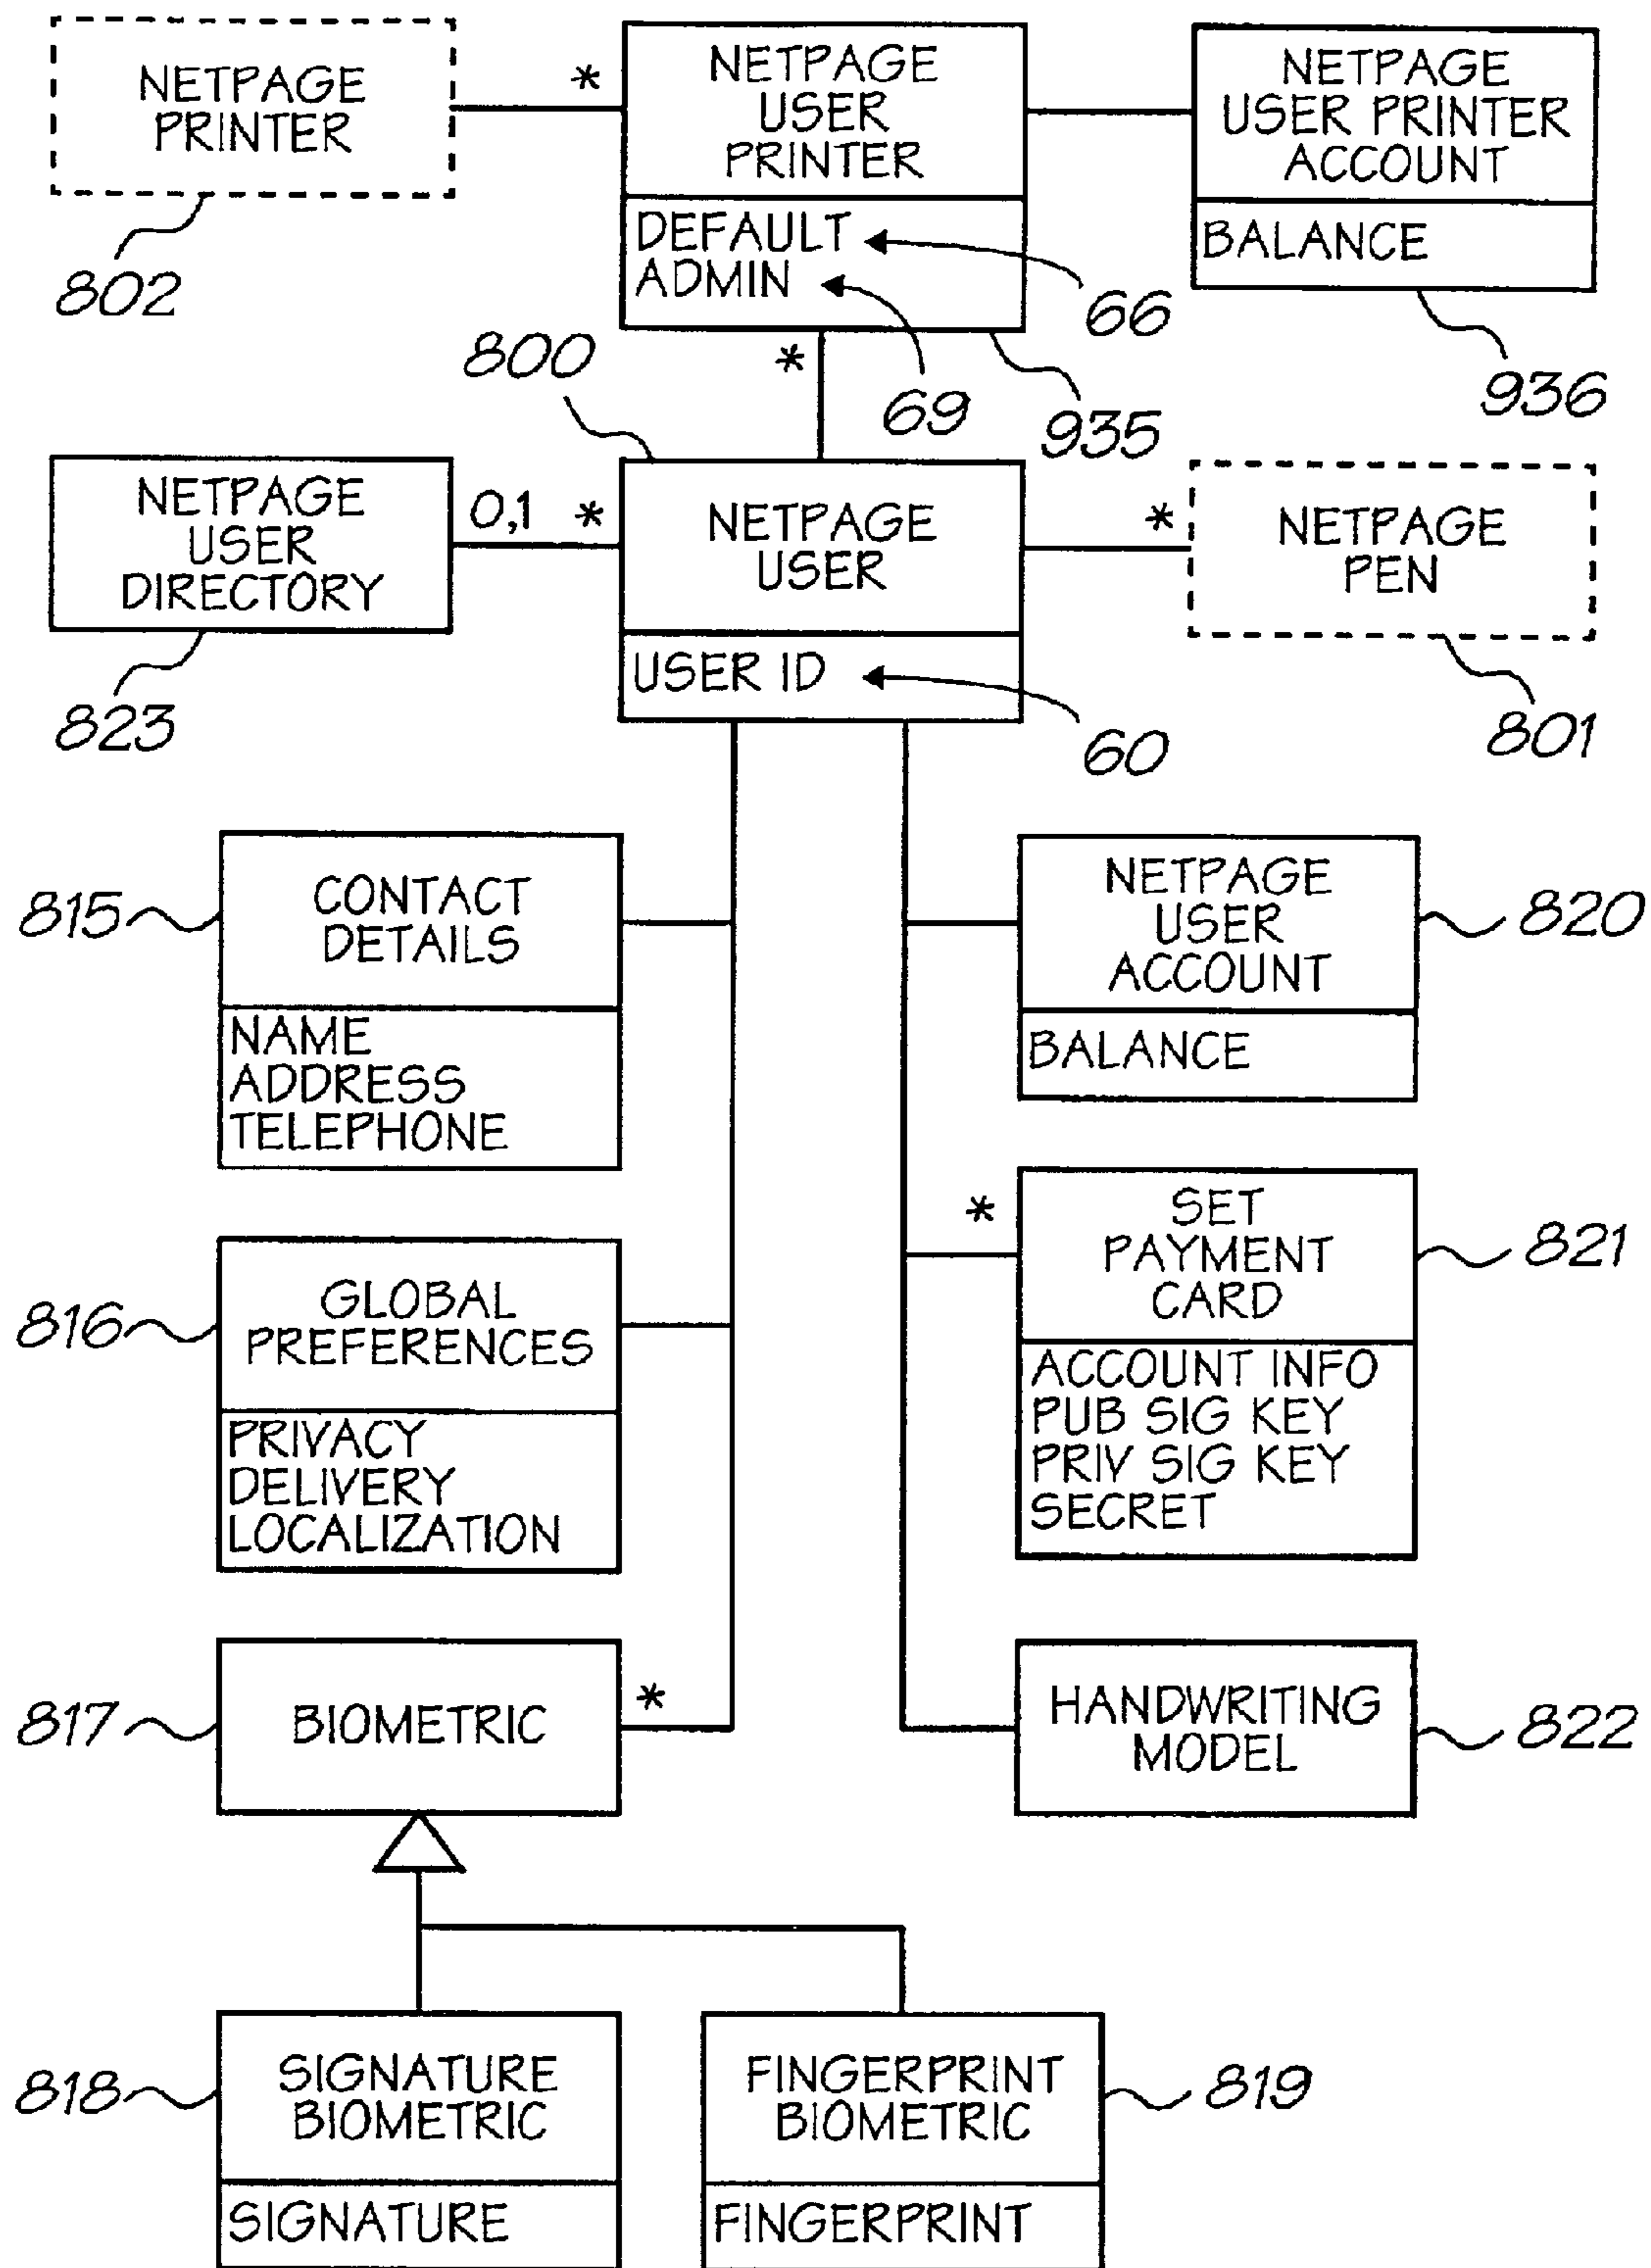 NETPAGE
PRINTER
802
*
NETPAGE
USER
PRINTER
DEFAULT
ADMIN
66
69
935
NETPAGE
USER PRINTER
ACCOUNT
BALANCE
936
*
800
NETPAGE
USER
DIRECTORY
823
0,1 *
NETPAGE
USER
USER ID
60
*
NETPAGE
PEN
801
815
CONTACT
DETAILS
NAME
ADDRESS
TELEPHONE
NETPAGE
USER
ACCOUNT
BALANCE
820
816
GLOBAL
PREFERENCES
PRIVACY
DELIVERY
LOCALIZATION
*
SET
PAYMENT
CARD
ACCOUNT INFO
PUB SIG KEY
PRIV SIG KEY
SECRET
821
817
BIOMETRIC
*
HANDWRITING
MODEL
822
818
SIGNATURE
BIOMETRIC
SIGNATURE
FINGERPRINT
BIOMETRIC
FINGERPRINT
819